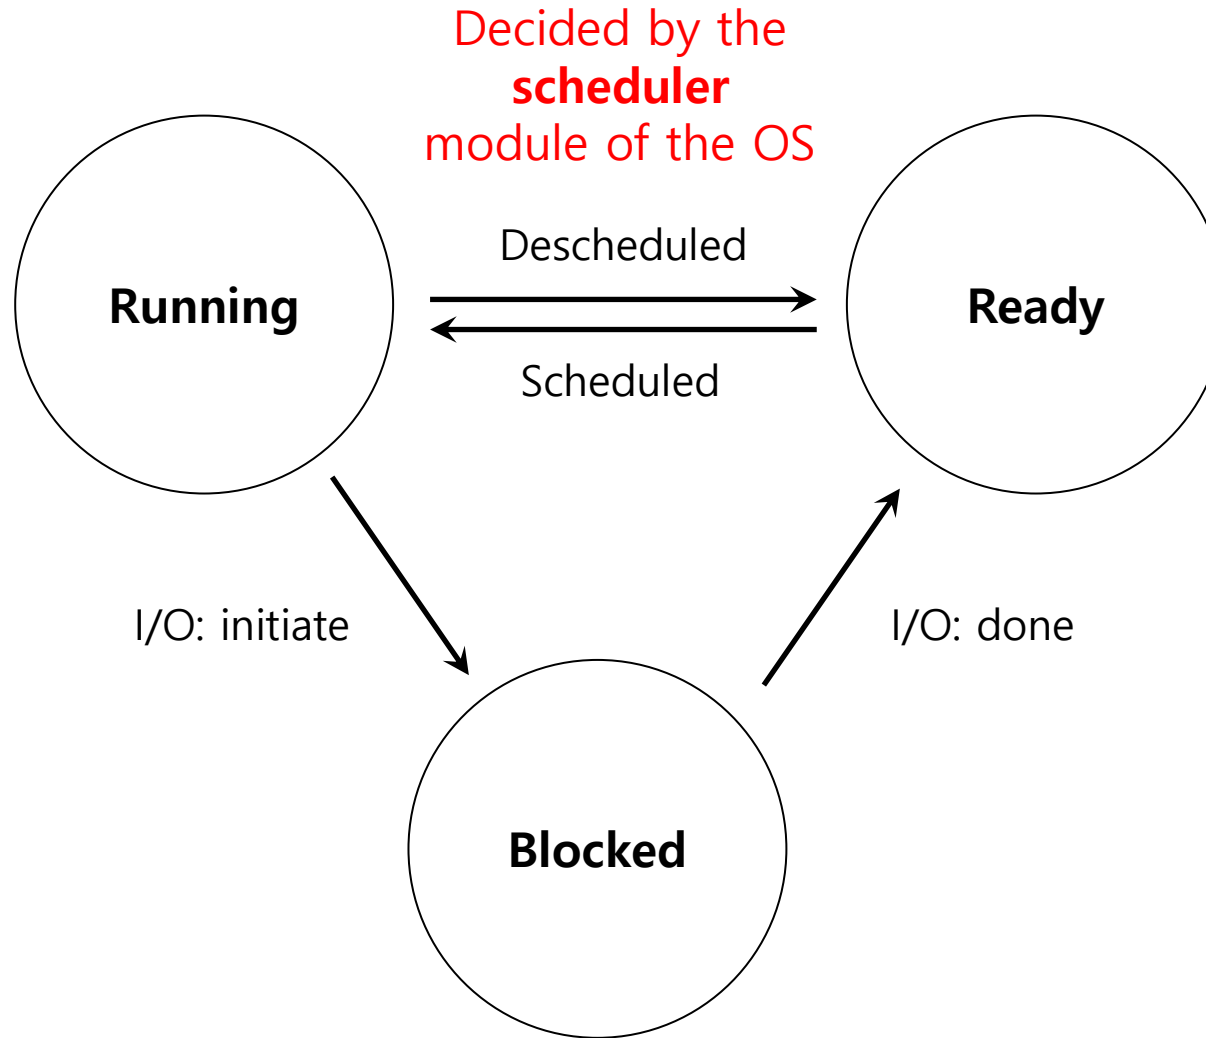 Decided by the
scheduler
module of the OS
Descheduled
Running
Ready
Scheduled
I/O: initiate
I/O: done
Blocked